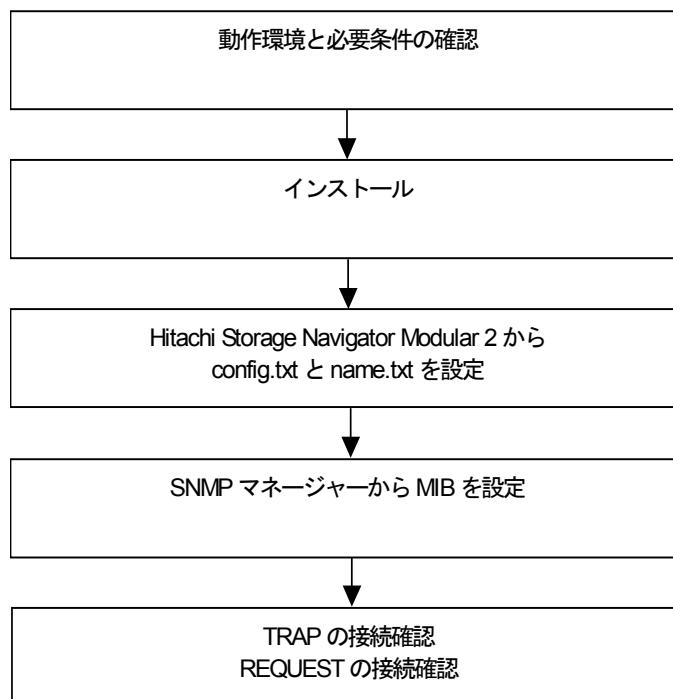 動作環境と必要条件の確認
インストール
Hitachi Storage Navigator Modular 2 から
config.txt と name.txt を設定
SNMP マネージャーから MIB を設定
TRAP の接続確認
REQUEST の接続確認